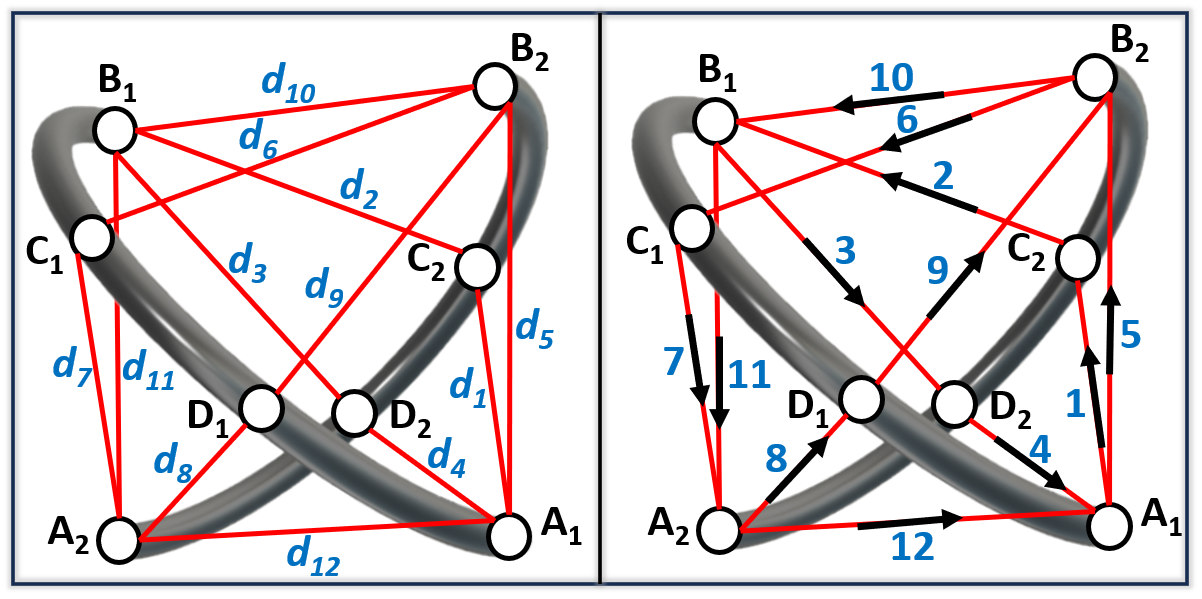 B₂
B₁
d₁₀
d₆
d₂
C₁
C₂
d₃
d₉
d₅
d₇
d₁₁
d₁
D₁
D₂
d₈
d₄
A₂
A₁
d₁₂
B₂
B₁
10
6
2
C₁
C₂
3
9
5
7
11
1
D₁
D₂
8
4
A₂
A₁
12